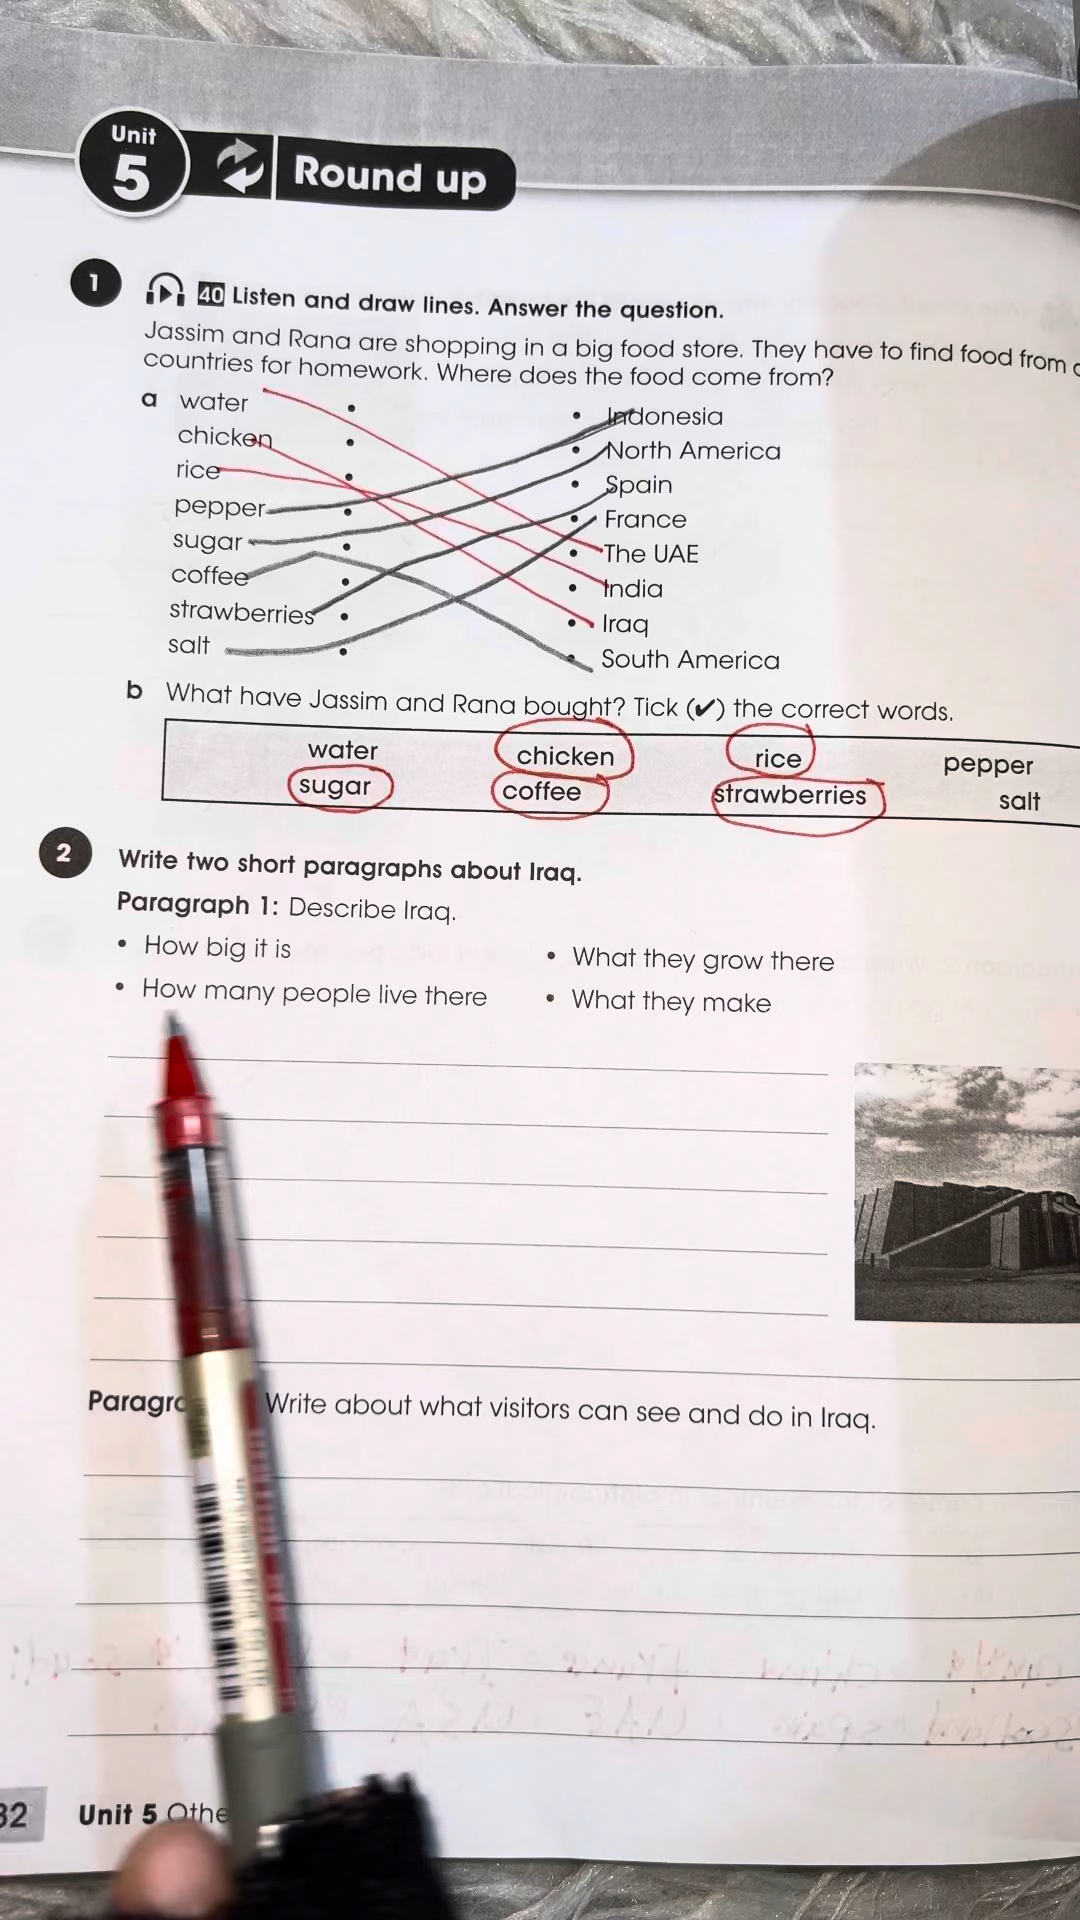 Unit
5
Round up
1
40 Listen and draw lines. Answer the question.
Jassim and Rana are shopping in a big food store. They have to find food from
countries for homework. Where does the food come from?
a water
chicken
rice
pepper
sugar
coffee
strawberries
salt
Indonesia
North America
Spain
France
The UAE
India
Iraq
South America
b What have Jassim and Rana bought? Tick (✔) the correct words.
water chicken rice pepper
sugar coffee strawberries salt
2 Write two short paragraphs about Iraq.
Paragraph 1: Describe Iraq.
• How big it is
• How many people live there
• What they grow there
• What they make
Write about what visitors can see and do in Iraq.
Unit 5